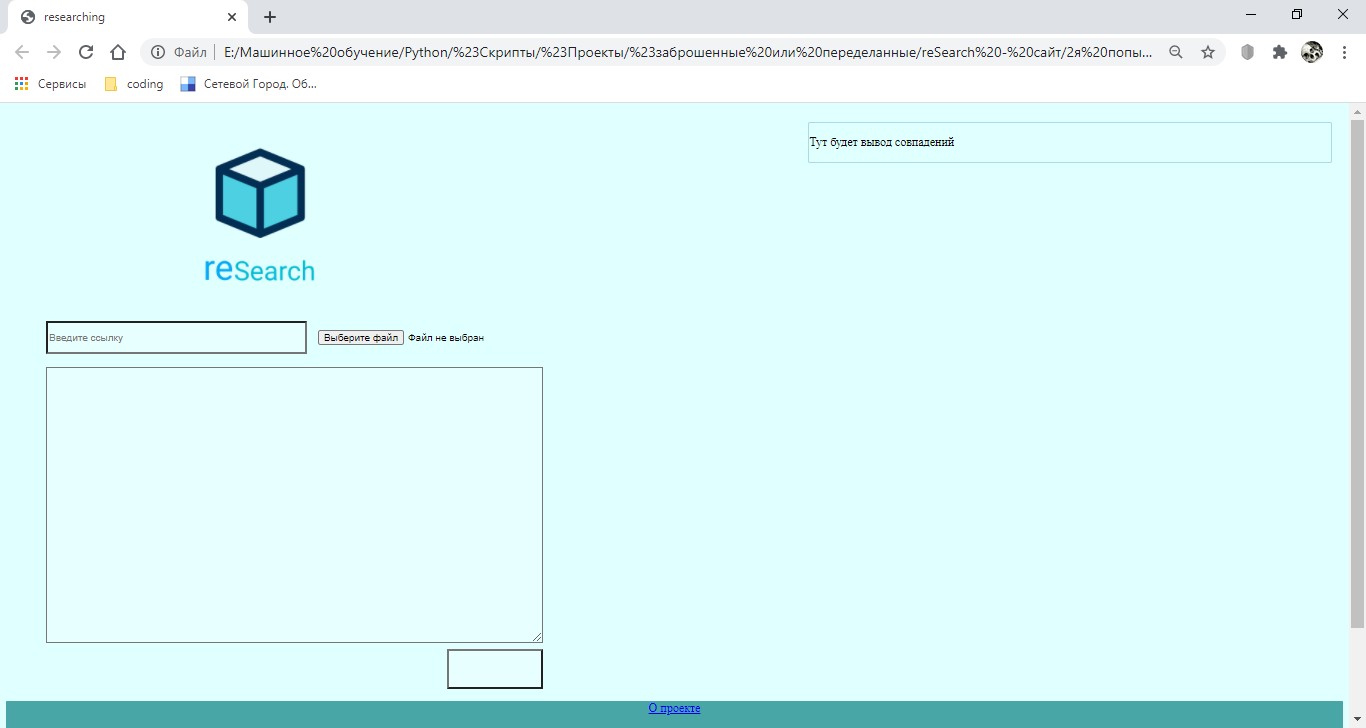 researching
Файл
E:/Машинное%20обучение/Python/%23Скрипты/%23Проекты/%23заброшенные%20или%20переделанные/reSearch%20-%20сайт/2я%20попы...
Сервисы
coding
Сетевой Город. Об...
Тут будет вывод совпадений
reSearch
Введите ссылку
Выберите файл Файл не выбран
О проекте